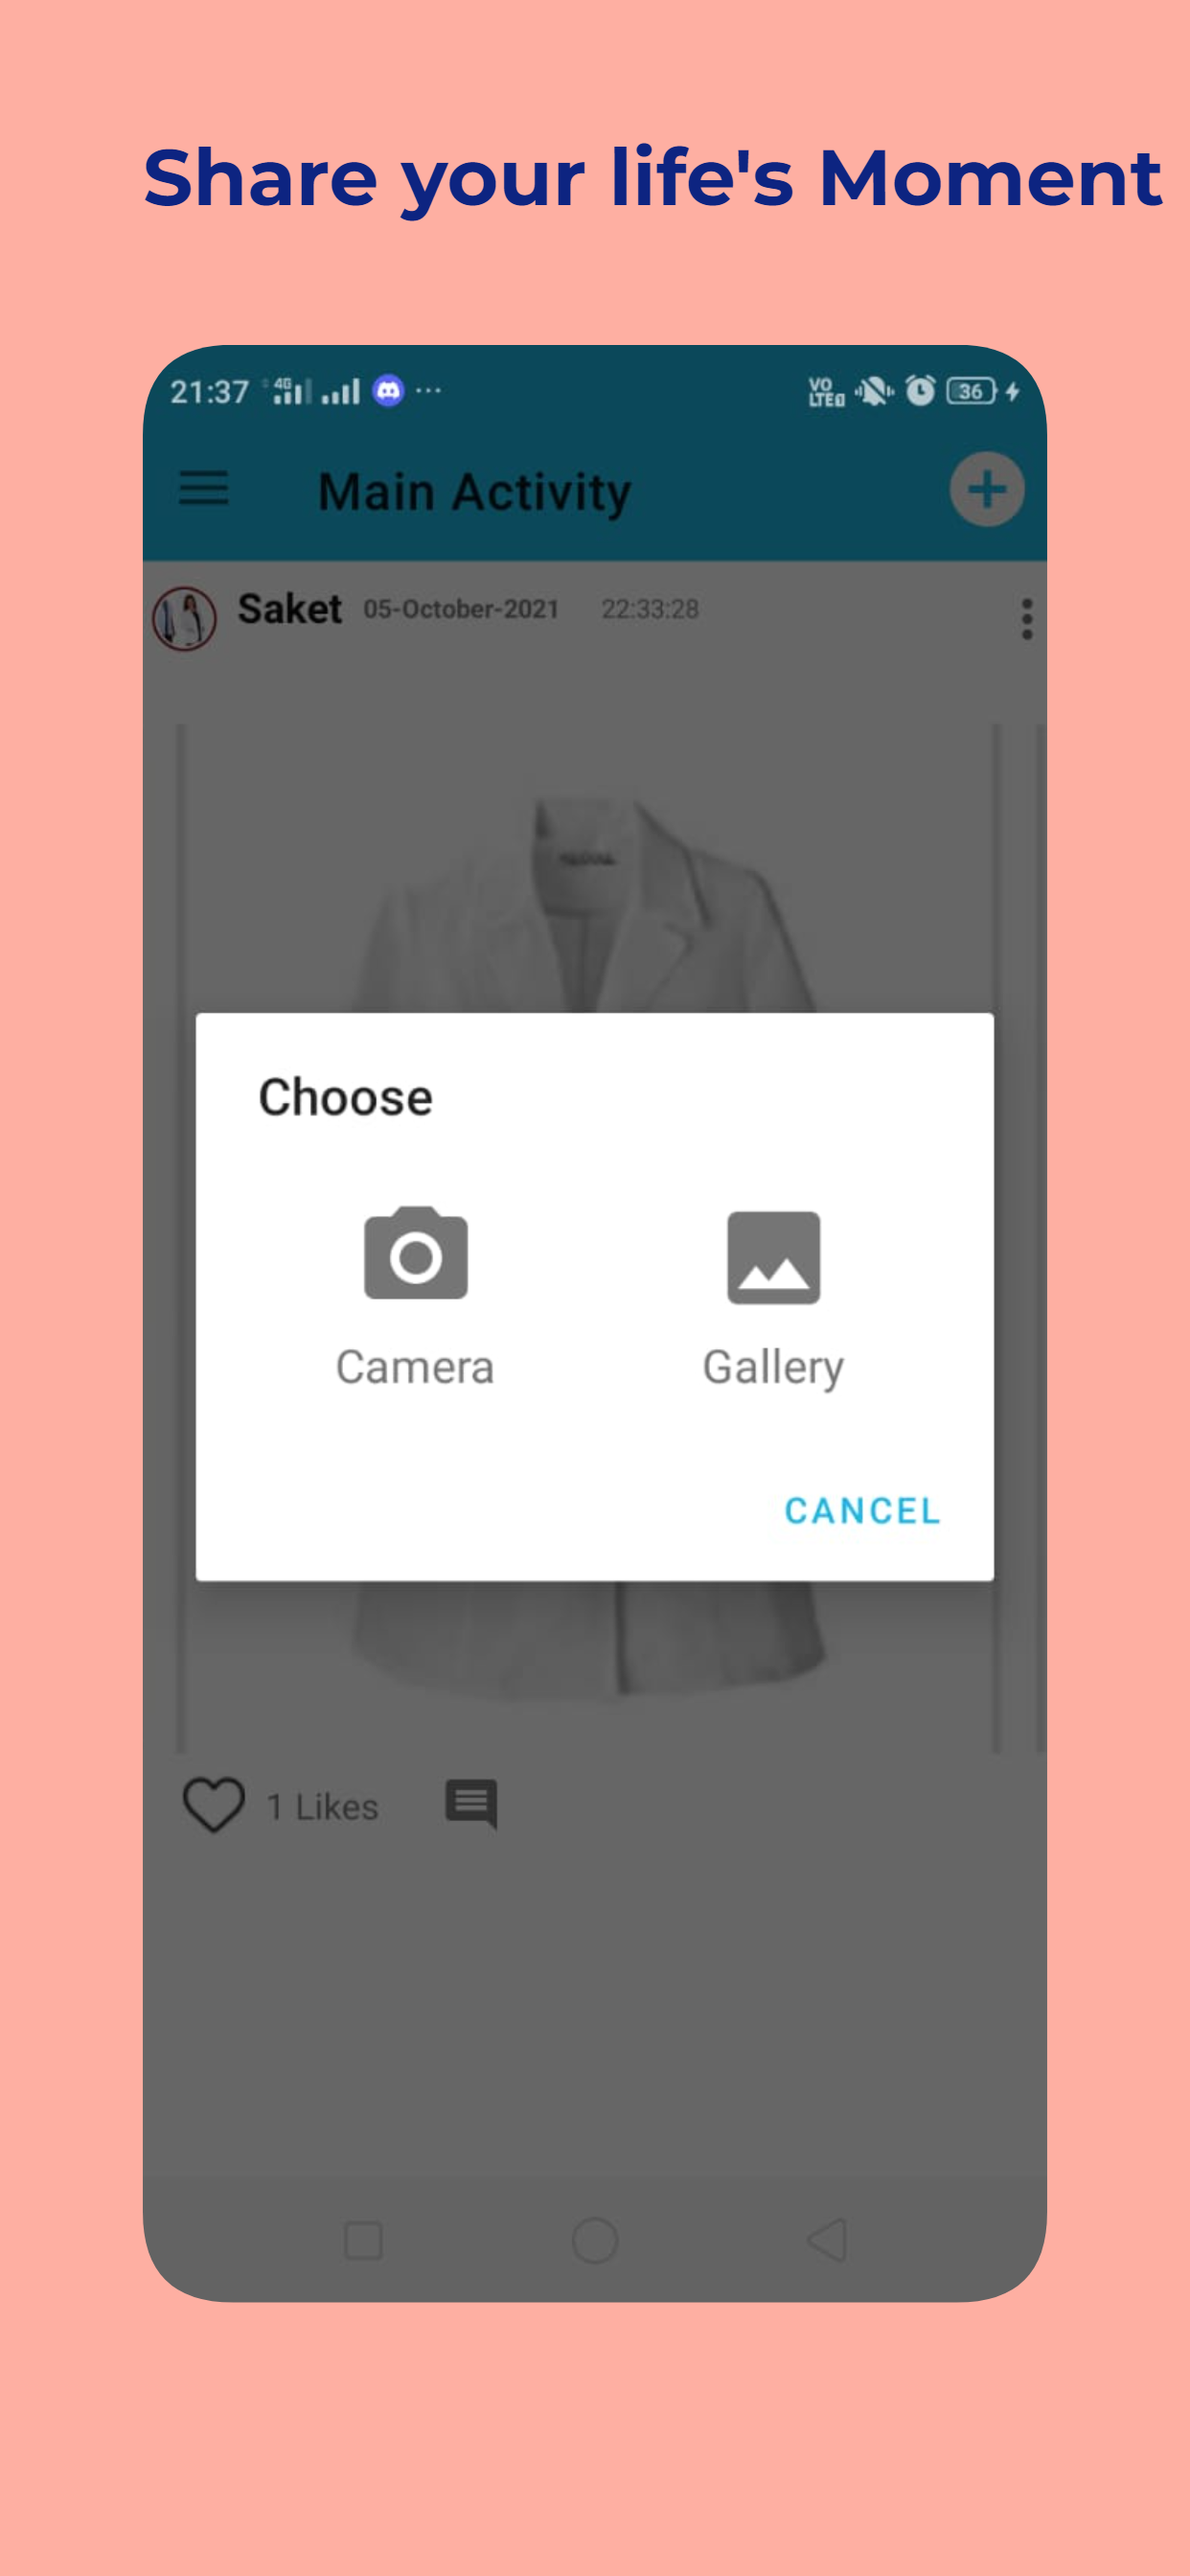 Share your life's Moment
21:37 4G ... VO LTE 36
Main Activity
Saket 05-October-2021 22:33:28
Choose
Camera Gallery
CANCEL
1 Likes